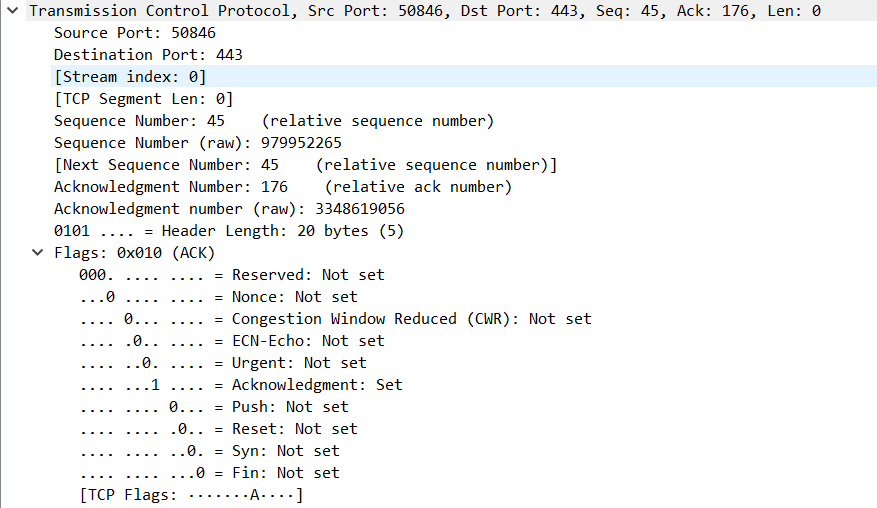 Transmission Control Protocol, Src Port: 50846, Dst Port: 443, Seq: 45, Ack: 176, Len: 0
Source Port: 50846
Destination Port: 443
[Stream index: 0]
[TCP Segment Len: 0]
Sequence Number: 45    (relative sequence number)
Sequence Number (raw): 979952265
[Next Sequence Number: 45    (relative sequence number)]
Acknowledgment Number: 176    (relative ack number)
Acknowledgment number (raw): 3348619056
0101 .... = Header Length: 20 bytes (5)
Flags: 0x010 (ACK)
000. .... .... = Reserved: Not set
...0 .... .... = Nonce: Not set
.... 0... .... = Congestion Window Reduced (CWR): Not set
.... .0.. .... = ECN-Echo: Not set
.... ..0. .... = Urgent: Not set
.... ...1 .... = Acknowledgment: Set
.... .... 0... = Push: Not set
.... .... .0.. = Reset: Not set
.... .... ..0. = Syn: Not set
.... .... ...0 = Fin: Not set
[TCP Flags: ·······A····]